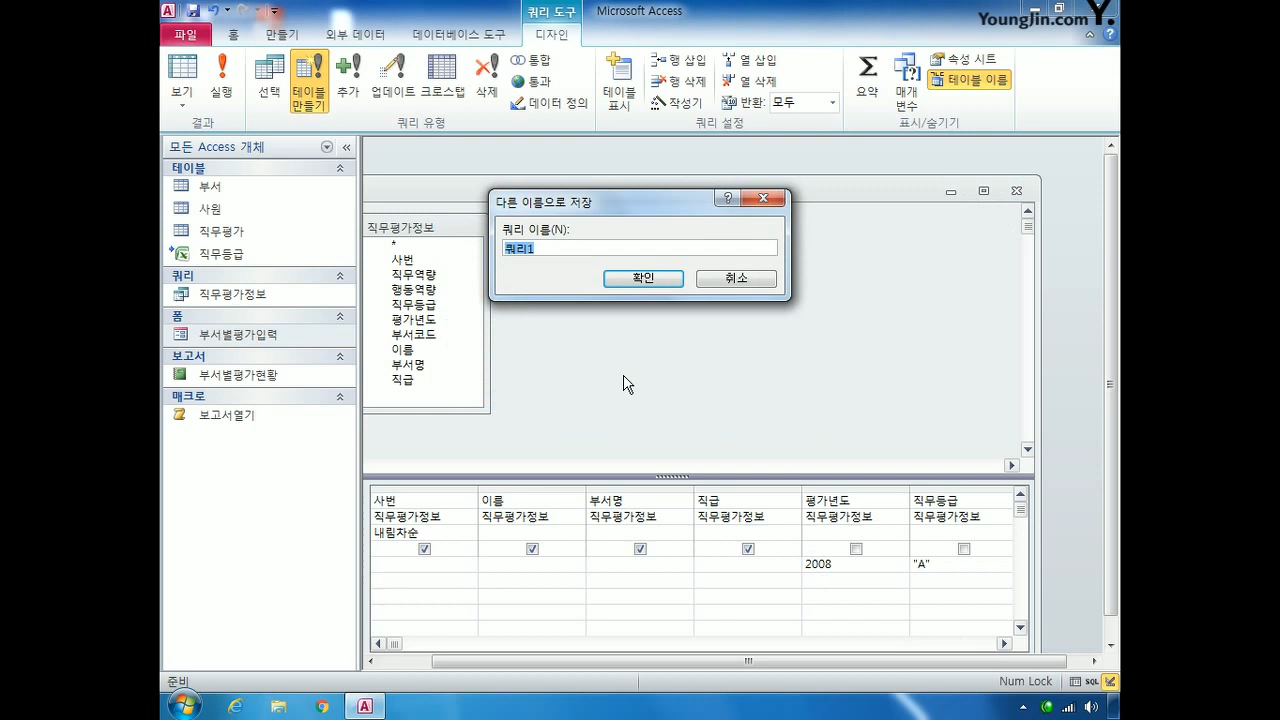 쿼리 도구
Microsoft Access
YoungJin.com Y.
파일
홈
만들기
외부 데이터
데이터베이스 도구
디자인
보기
실행
선택
테이블
만들기
추가
업데이트
크로스탭
삭제
통합
통과
데이터 정의
테이블
표시
행 삽입
행 삭제
작성기
열 삽입
열 삭제
반환: 모두
요약
매개
변수
속성 시트
테이블 이름
결과
쿼리 유형
쿼리 설정
표시/숨기기
모든 Access 개체
테이블
부서
사원
직무평가
직무등급
쿼리
직무평가정보
폼
부서별평가입력
보고서
부서별평가현황
매크로
보고서열기
직무평가정보
*
사번
직무역량
행동역량
직무등급
평가년도
부서코드
이름
부서명
직급
다른 이름으로 저장
쿼리 이름(N):
쿼리1
확인
취소
사번 이름 부서명 직급 평가년도 직무등급
직무평가정보 직무평가정보 직무평가정보 직무평가정보 직무평가정보 직무평가정보
내림차순
2008 "A"
준비
Num Lock
SQL